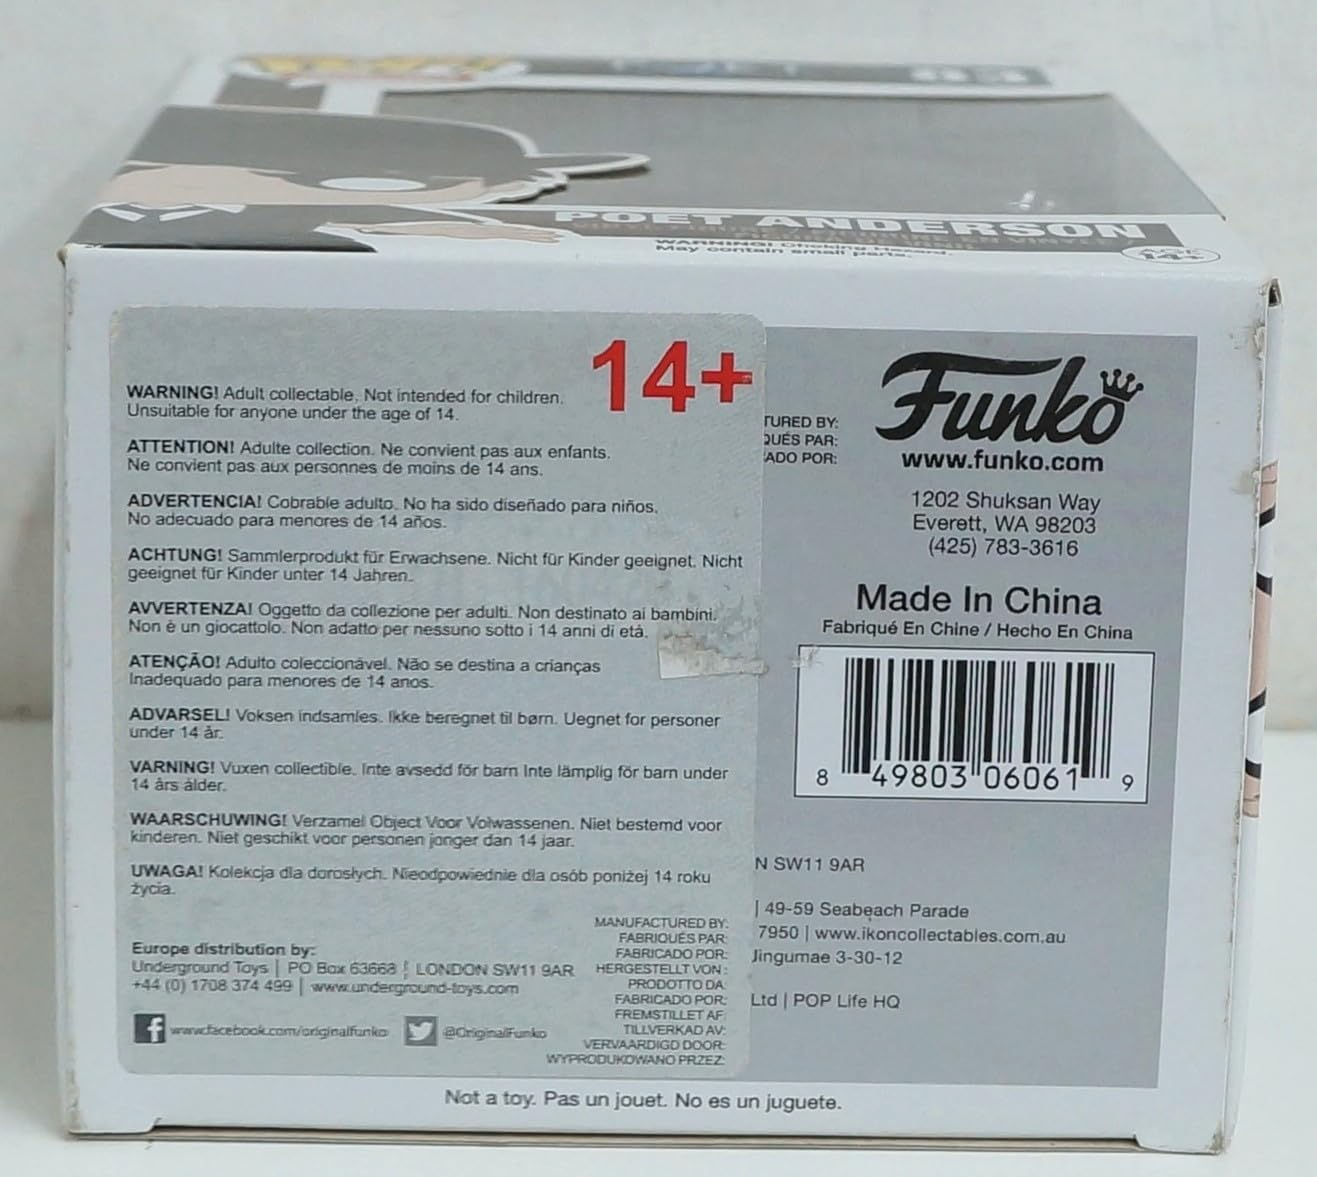 POET ANDERSON
WARNING! Choking Hazard.
May contain small parts.
AGE
14+
14+
WARNING! Adult collectable. Not intended for children.
Unsuitable for anyone under the age of 14.
ATTENTION! Adulte collection. Ne convient pas aux enfants.
Ne convient pas aux personnes de moins de 14 ans.
ADVERTENCIA! Cobrable adulto. No ha sido diseñado para niños.
No adecuado para menores de 14 años.
ACHTUNG! Sammlerprodukt für Erwachsene. Nicht für Kinder geeignet. Nicht
geeignet für Kinder unter 14 Jahren.
AVVERTENZA! Oggetto da collezione per adulti. Non destinato ai bambini.
Non è un giocattolo. Non adatto per nessuno sotto i 14 anni di età.
ATENÇÃO! Adulto coleccionável. Não se destina a crianças
Inadequado para menores de 14 anos.
ADVARSEL! Voksen indsamles. Ikke beregnet til børn. Uegnet for personer
under 14 år.
VARNING! Vuxen collectible. Inte avsedd för barn Inte lämplig för barn under
14 års ålder.
WAARSCHUWING! Verzamel Object Voor Volwassenen. Niet bestemd voor
kinderen. Niet geschikt voor personen jonger dan 14 jaar.
UWAGA! Kolekcja dla dorosłych. Nieodpowiednie dla osób poniżej 14 roku
życia.
Europe distribution by:
Underground Toys | PO Box 63668 | LONDON SW11 9AR
+44 (0) 1708 374 499 | www.underground-toys.com
www.facebook.com/originalfunko @OriginalFunko
MANUFACTURED BY:
FABRIQUÉS PAR:
FABRICADO POR:
HERGESTELLT VON:
PRODOTTO DA:
FABRICADO POR:
FREMSTILLET AF:
TILLVERKAD AV:
VERVAARDIGD DOOR:
WYPRODUKOWANO PRZEZ:
TURED BY:
QUÉS PAR:
ADO POR:
Funko
www.funko.com
1202 Shuksan Way
Everett, WA 98203
(425) 783-3616
Made In China
Fabriqué En Chine / Hecho En China
8 49803 06061 9
N SW11 9AR
| 49-59 Seabeach Parade
7950 | www.ikoncollectables.com.au
Jingumae 3-30-12
Ltd | POP Life HQ
Not a toy. Pas un jouet. No es un juguete.